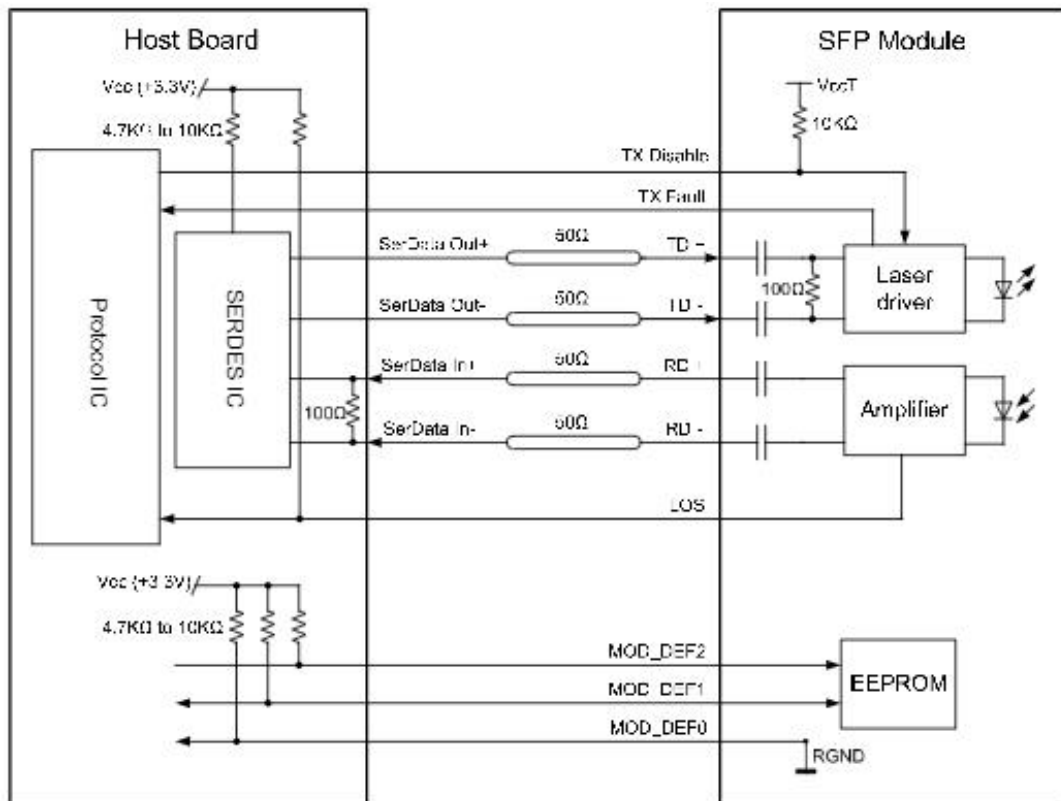 Host Board
SFP Module
Vcc (+3.3V)
VccT
4.7KΩ to 10KΩ
10KΩ
TX Disable
TX Fault
SerData Out+
50Ω
TD +
Laser driver
100Ω
SerData Out-
50Ω
TD -
Protocol IC
SERDES IC
SerData In+
50Ω
RD +
Amplifier
100Ω
SerData In-
50Ω
RD -
LOS
Vcc (+3.3V)
4.7KΩ to 10KΩ
MOD_DEF2
EEPROM
MOD_DEF1
MOD_DEF0
RGND